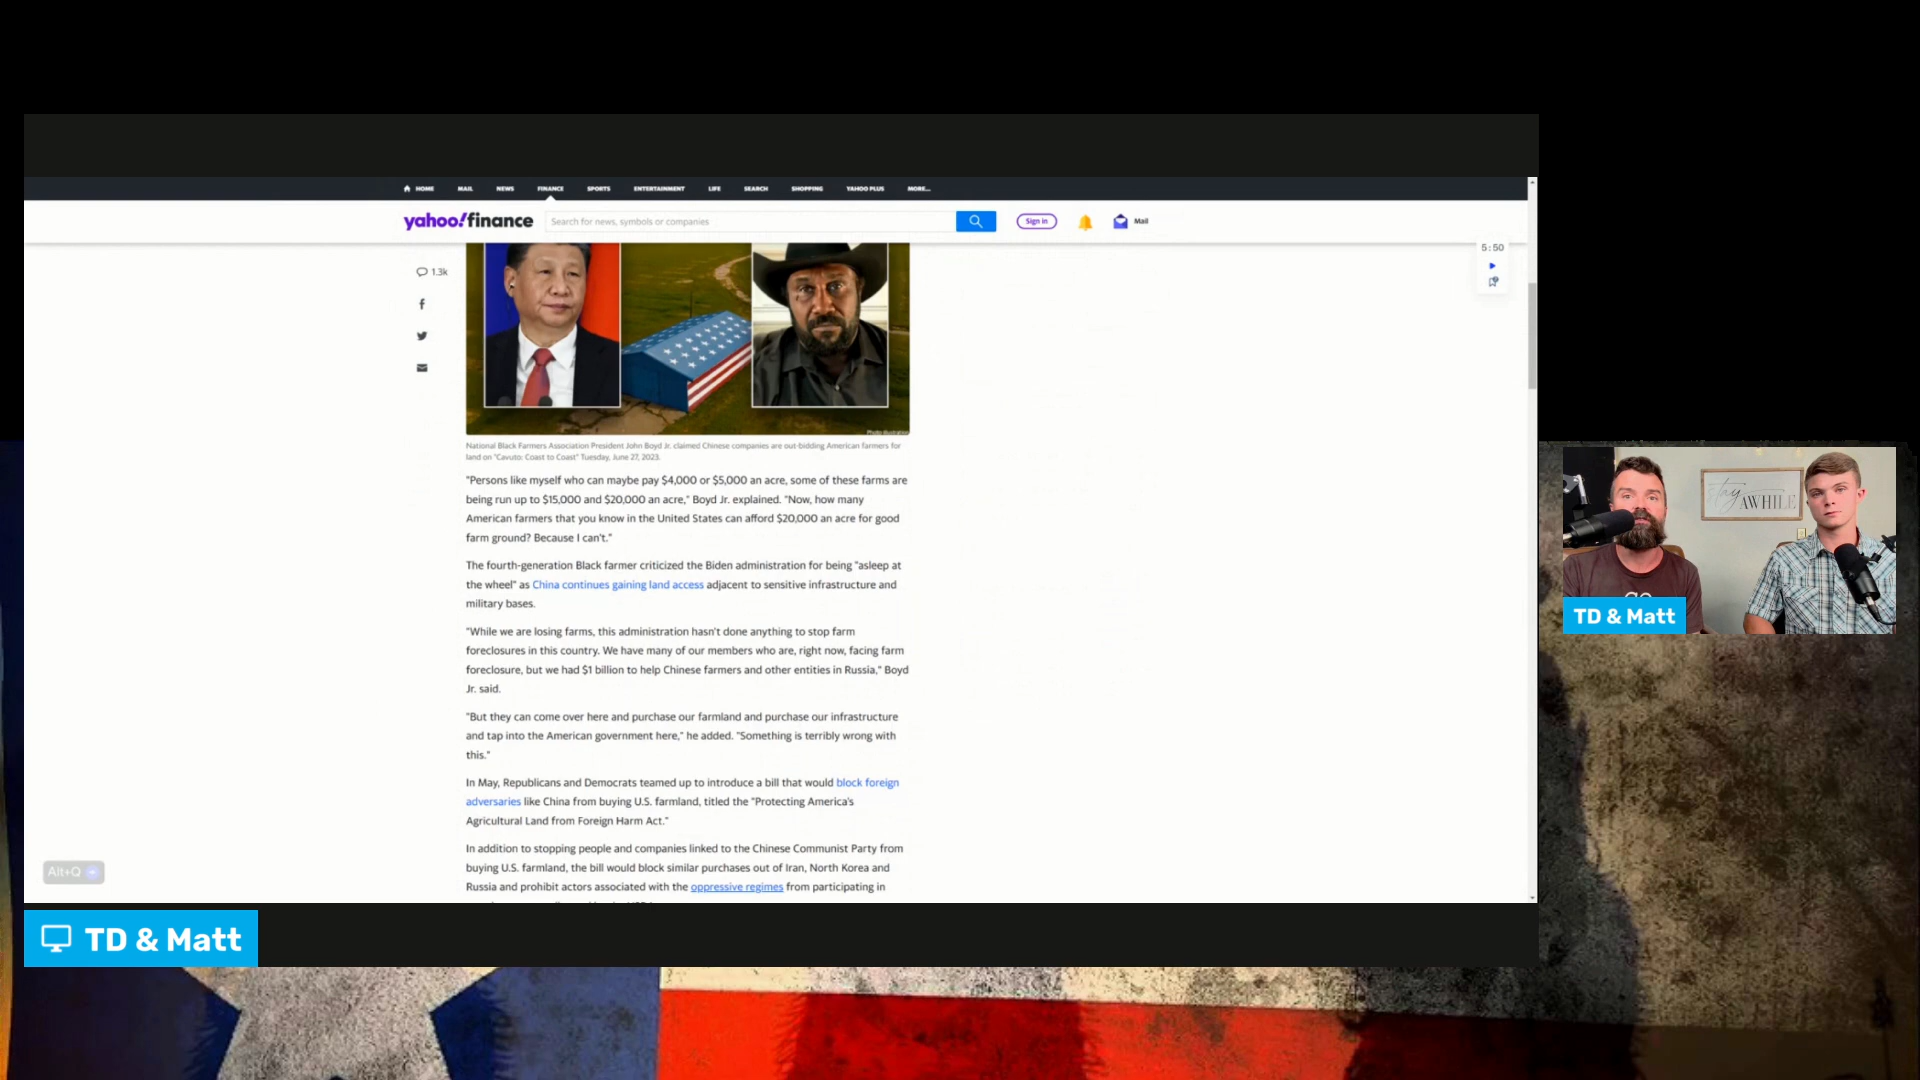 HOME MAIL NEWS FINANCE SPORTS ENTERTAINMENT LIFE SEARCH SHOPPING YAHOO PLUS MORE...
yahoo!finance Search for news, symbols or companies Sign in Mail
5:50
1.3k
Photo illustration
National Black Farmers Association President John Boyd Jr. claimed Chinese companies are out-bidding American farmers for
land on "Cavuto: Coast to Coast" Tuesday, June 27, 2023.
"Persons like myself who can maybe pay $4,000 or $5,000 an acre, some of these farms are
being run up to $15,000 and $20,000 an acre," Boyd Jr. explained. "Now, how many
American farmers that you know in the United States can afford $20,000 an acre for good
farm ground? Because I can't."
The fourth-generation Black farmer criticized the Biden administration for being "asleep at
the wheel" as China continues gaining land access adjacent to sensitive infrastructure and
military bases.
"While we are losing farms, this administration hasn't done anything to stop farm
foreclosures in this country. We have many of our members who are, right now, facing farm
foreclosure, but we had $1 billion to help Chinese farmers and other entities in Russia," Boyd
Jr. said.
"But they can come over here and purchase our farmland and purchase our infrastructure
and tap into the American government here," he added. "Something is terribly wrong with
this."
In May, Republicans and Democrats teamed up to introduce a bill that would block foreign
adversaries like China from buying U.S. farmland, titled the "Protecting America's
Agricultural Land from Foreign Harm Act."
In addition to stopping people and companies linked to the Chinese Communist Party from
buying U.S. farmland, the bill would block similar purchases out of Iran, North Korea and
Russia and prohibit actors associated with the oppressive regimes from participating in
Alt+Q
TD & Matt
stay
AWHILE
TD & Matt